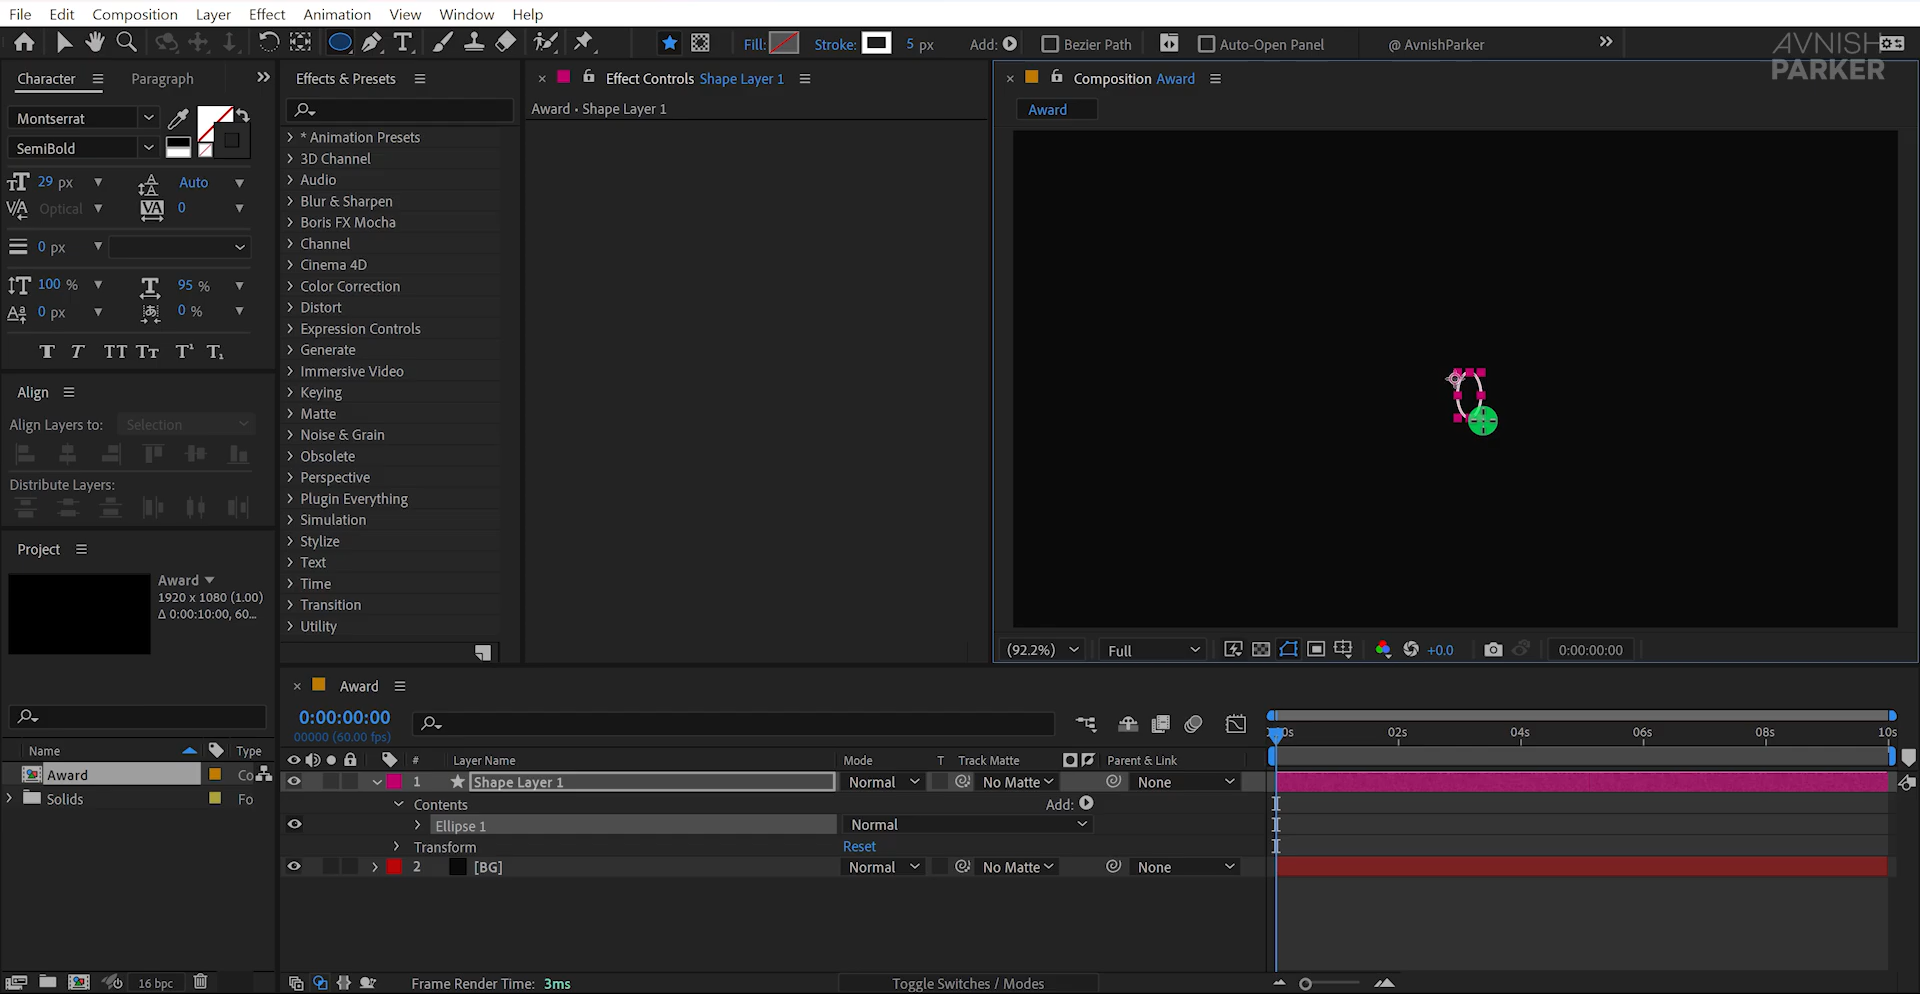 File Edit Composition Layer Effect Animation View Window Help
Fill: Stroke: 5 px Add: Bezier Path Auto-Open Panel @ AvnishParker
AVNISH
PARKER
Character Paragraph
Montserrat
SemiBold
29 px Auto
Optical 0
0 px
100 % 95 %
0 px 0 %
T T TT Tt T¹ T₁
Align
Align Layers to: Selection
Distribute Layers:
Project
Award
1920 x 1080 (1.00)
Δ 0:00:10:00, 60...
Name Type
Award Co
Solids Fo
16 bpc
Effects & Presets
* Animation Presets
3D Channel
Audio
Blur & Sharpen
Boris FX Mocha
Channel
Cinema 4D
Color Correction
Distort
Expression Controls
Generate
Immersive Video
Keying
Matte
Noise & Grain
Obsolete
Perspective
Plugin Everything
Simulation
Stylize
Text
Time
Transition
Utility
Effect Controls Shape Layer 1
Award • Shape Layer 1
Composition Award
Award
(92.2%) Full +0.0 0:00:00:00
Award
0:00:00:00
00000 (60.00 fps)
# Layer Name Mode T Track Matte Parent & Link
1 Shape Layer 1 Normal No Matte None
Contents Add:
Ellipse 1 Normal
Transform Reset
2 [BG] Normal No Matte None
02s 04s 06s 08s 10s
Frame Render Time: 3ms Toggle Switches / Modes